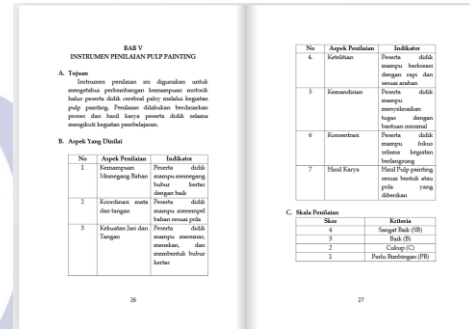 BAB V
INSTRUMEN PENILAIAN PULP PAINTING
A. Tujuan
Instrumen penilaian ini digunakan untuk
mengetahui perkembangan kemampuan motorik
halus peserta didik cerebral palsy melalui kegiatan
pulp painting. Penilaian dilakukan berdasarkan
proses dan hasil karya peserta didik selama
mengikuti kegiatan pembelajaran.
B. Aspek Yang Dinilai
No Aspek Penilaian Indikator
1 Kemampuan Memegang Bahan Peserta didik
mampu memegang
bubur kertas
dengan baik
2 Koordinasi mata dan tangan Peserta didik
mampu menempel
bahan sesuai pola
3 Kekuatan Jari dan Tangan Peserta didik
mampu meremas,
menekan, dan
membentuk bubur
kertas
26
No Aspek Penilaian Indikator
4. Ketelitian Peserta didik
mampu berkreasi
dengan rapi dan
sesuai arahan
5 Kemandirian Peserta didik
mampu
menyelesaikan
tugas dengan
bantuan minimal
6 Konsentrasi Peserta didik
mampu fokus
selama kegiatan
berlangsung
7 Hasil Karya Hasil Pulp painting
sesuai bentuk atau
pola yang
diberikan
C. Skala Penilaian
Skor Kriteria
4 Sangat Baik (SB)
3 Baik (B)
2 Cukup (C)
1 Perlu Bimbingan (PB)
27